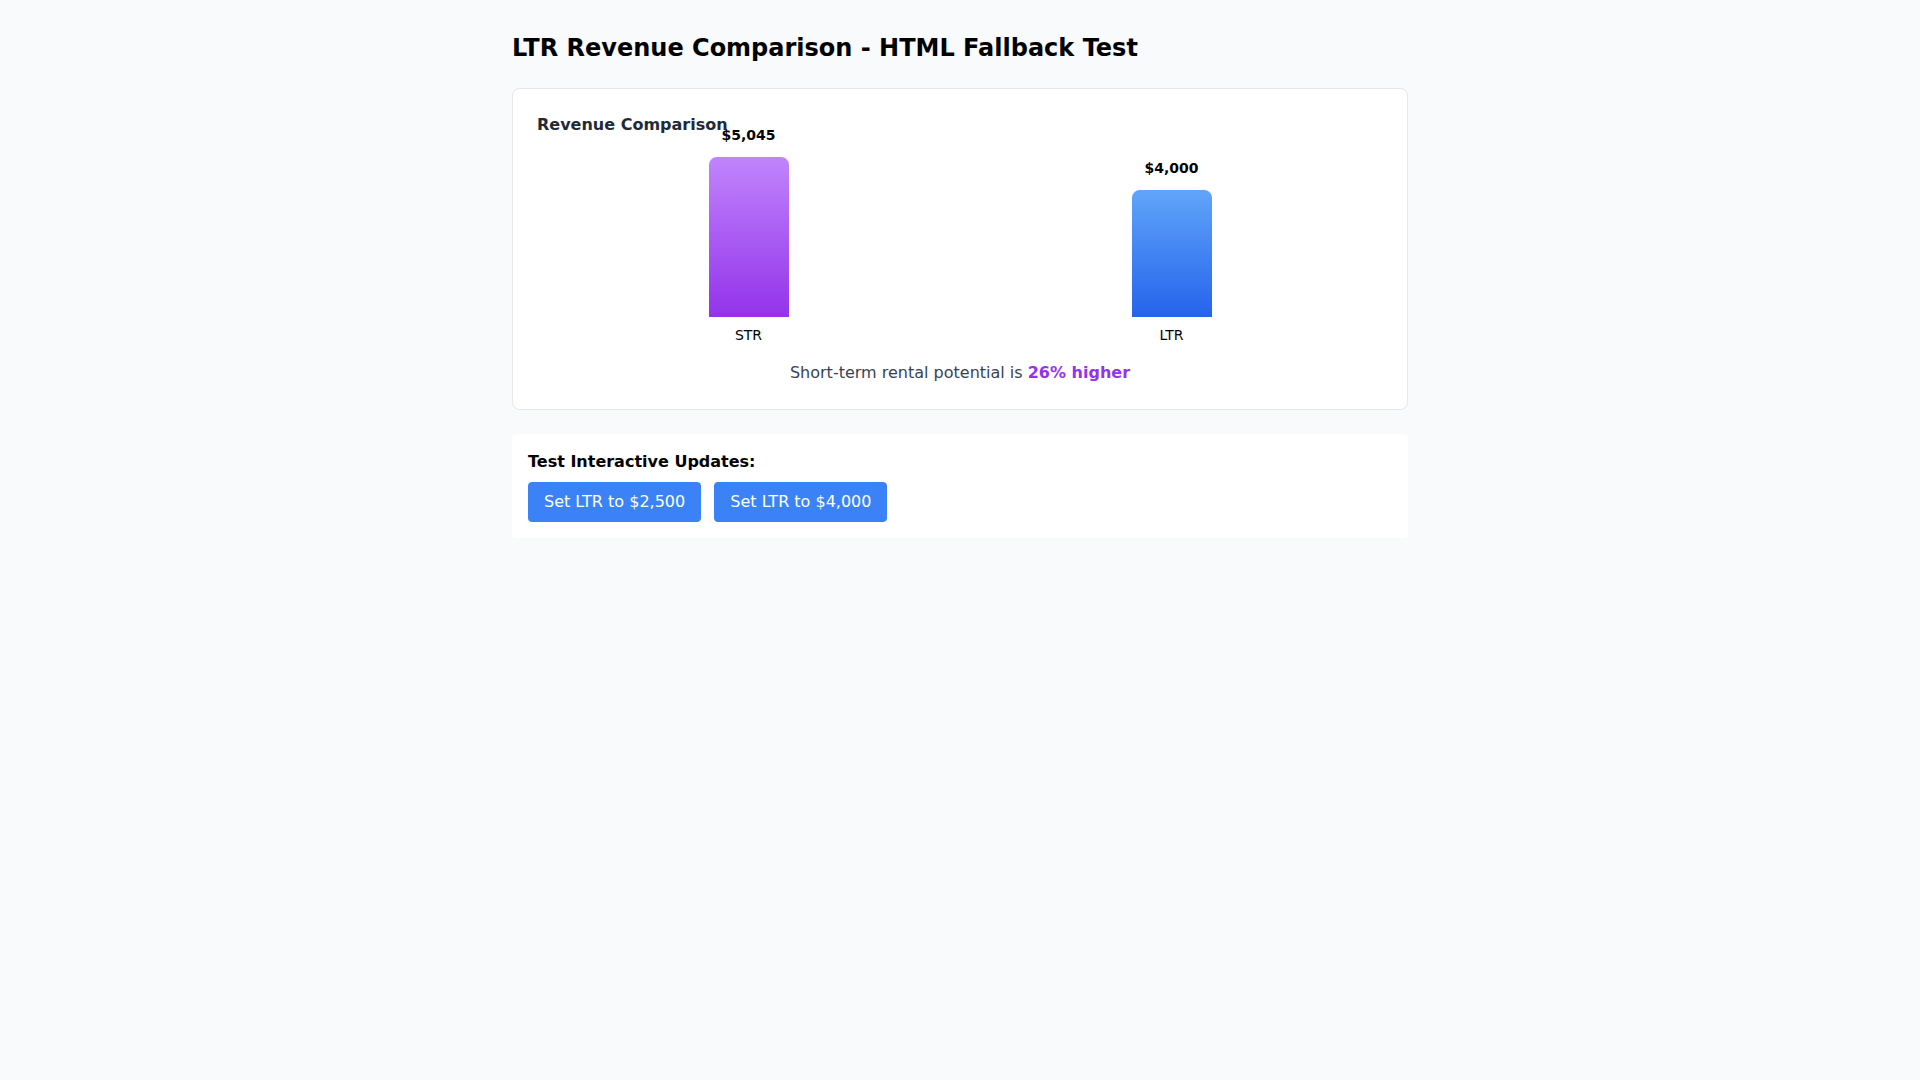 LTR Revenue Comparison - HTML Fallback Test
Revenue Comparison
$5,045
$4,000
STR
LTR
Short-term rental potential is 26% higher
Test Interactive Updates:
Set LTR to $2,500
Set LTR to $4,000